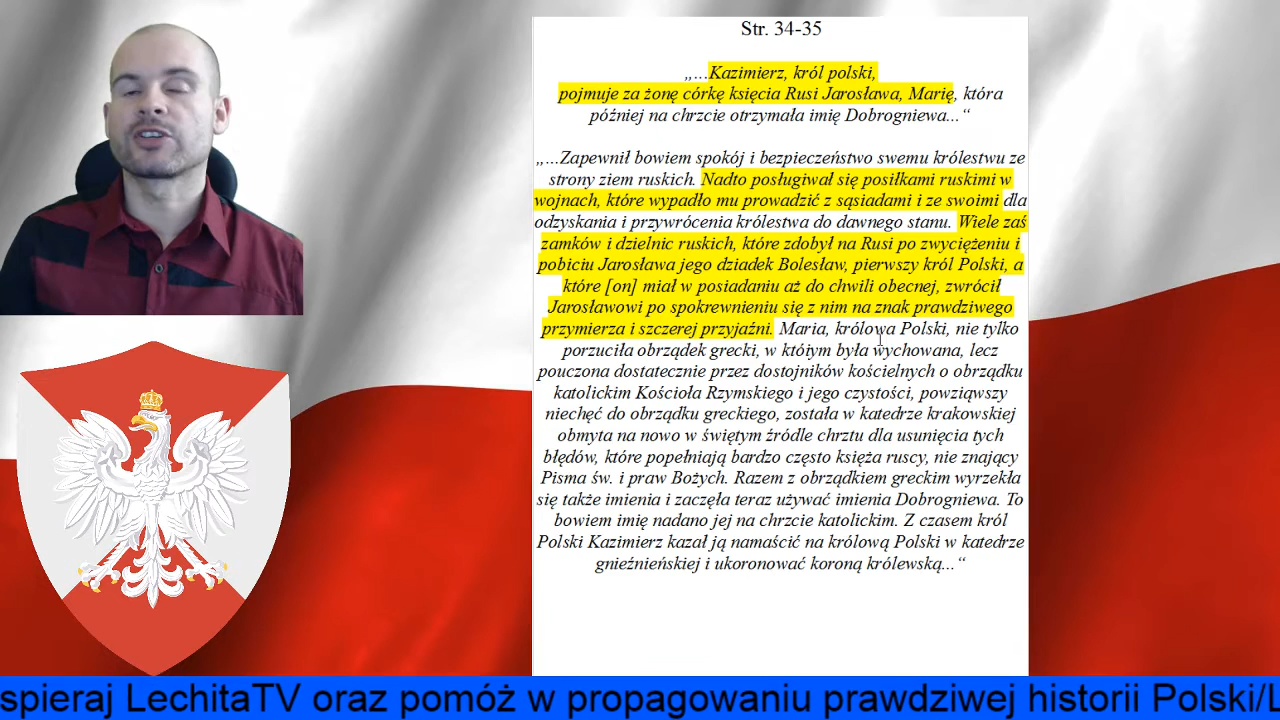 Str. 34-35
„...Kazimierz, król polski,
pojmuje za żonę córkę księcia Rusi Jarosława, Marię, która
później na chrzcie otrzymała imię Dobrogniewa...“
„...Zapewnił bowiem spokój i bezpieczeństwo swemu królestwu ze
strony ziem ruskich. Nadto posługiwał się posiłkami ruskimi w
wojnach, które wypadło mu prowadzić z sąsiadami i ze swoimi dla
odzyskania i przywrócenia królestwa do dawnego stanu. Wiele zaś
zamków i dzielnic ruskich, które zdobył na Rusi po zwyciężeniu i
pobiciu Jarosława jego dziadek Bolesław, pierwszy król Polski, a
które [on] miał w posiadaniu aż do chwili obecnej, zwrócił
Jarosławowi po spokrewnieniu się z nim na znak prawdziwego
przymierza i szczerej przyjaźni. Maria, królowa Polski, nie tylko
porzuciła obrządek grecki, w któiym była wychowana, lecz
pouczona dostatecznie przez dostojników kościelnych o obrządku
katolickim Kościoła Rzymskiego i jego czystości, powziąwszy
niechęć do obrządku greckiego, została w katedrze krakowskiej
obmyta na nowo w świętym źródle chrztu dla usunięcia tych
błędów, które popełniają bardzo często księża ruscy, nie znający
Pisma św. i praw Bożych. Razem z obrządkiem greckim wyrzekła
się także imienia i zaczęła teraz używać imienia Dobrogniewa. To
bowiem imię nadano jej na chrzcie katolickim. Z czasem król
Polski Kazimierz kazał ją namaścić na królową Polski w katedrze
gnieźnieńskiej i ukoronować koroną królewską...“
spieraj LechitaTV oraz pomóż w propagowaniu prawdziwej historii Polski/L